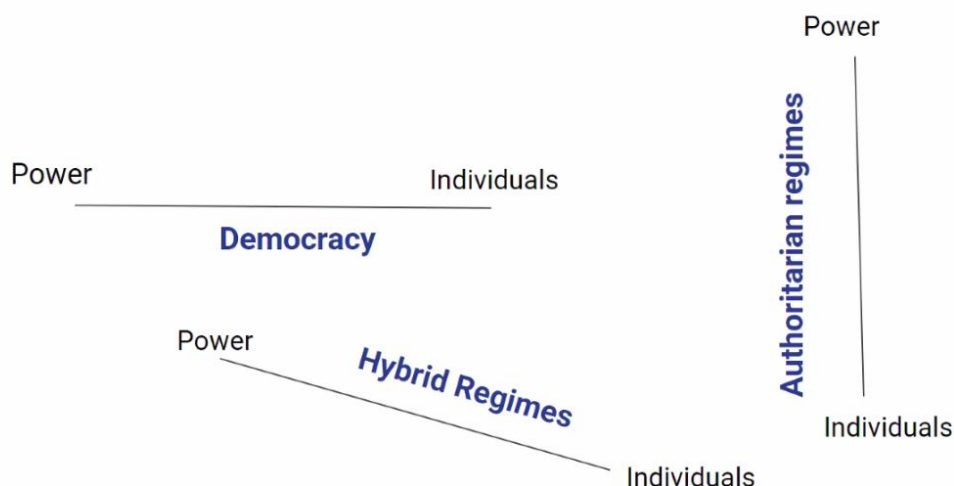 Power
Individuals
Democracy
Power
Hybrid Regimes
Individuals
Power
Authoritarian regimes
Individuals